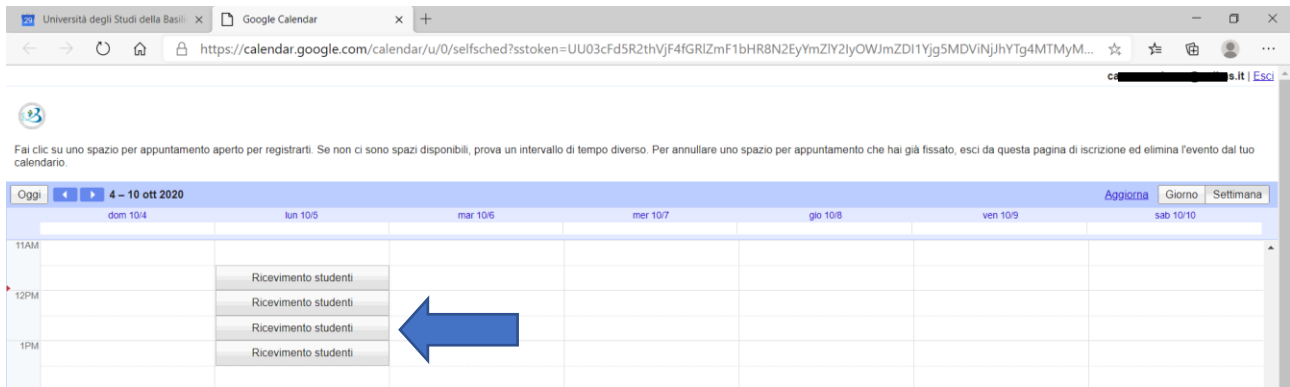 29 Università degli Studi della Basili
Google Calendar
https://calendar.google.com/calendar/u/0/selfsched?sstoken=UU03cFd5R2thVjF4fGRlZmF1bHR8N2EyYmZlY2IyOWJmZDI1Yjg5MDViNjJhYTg4MTMyM...
ca s.it | Esci
Fai clic su uno spazio per appuntamento aperto per registrarti. Se non ci sono spazi disponibili, prova un intervallo di tempo diverso. Per annullare uno spazio per appuntamento che hai già fissato, esci da questa pagina di iscrizione ed elimina l'evento dal tuo
calendario.
Oggi 4 – 10 ott 2020 Aggiorna Giorno Settimana
dom 10/4 lun 10/5 mar 10/6 mer 10/7 gio 10/8 ven 10/9 sab 10/10
11AM
Ricevimento studenti
12PM
Ricevimento studenti
Ricevimento studenti
1PM
Ricevimento studenti